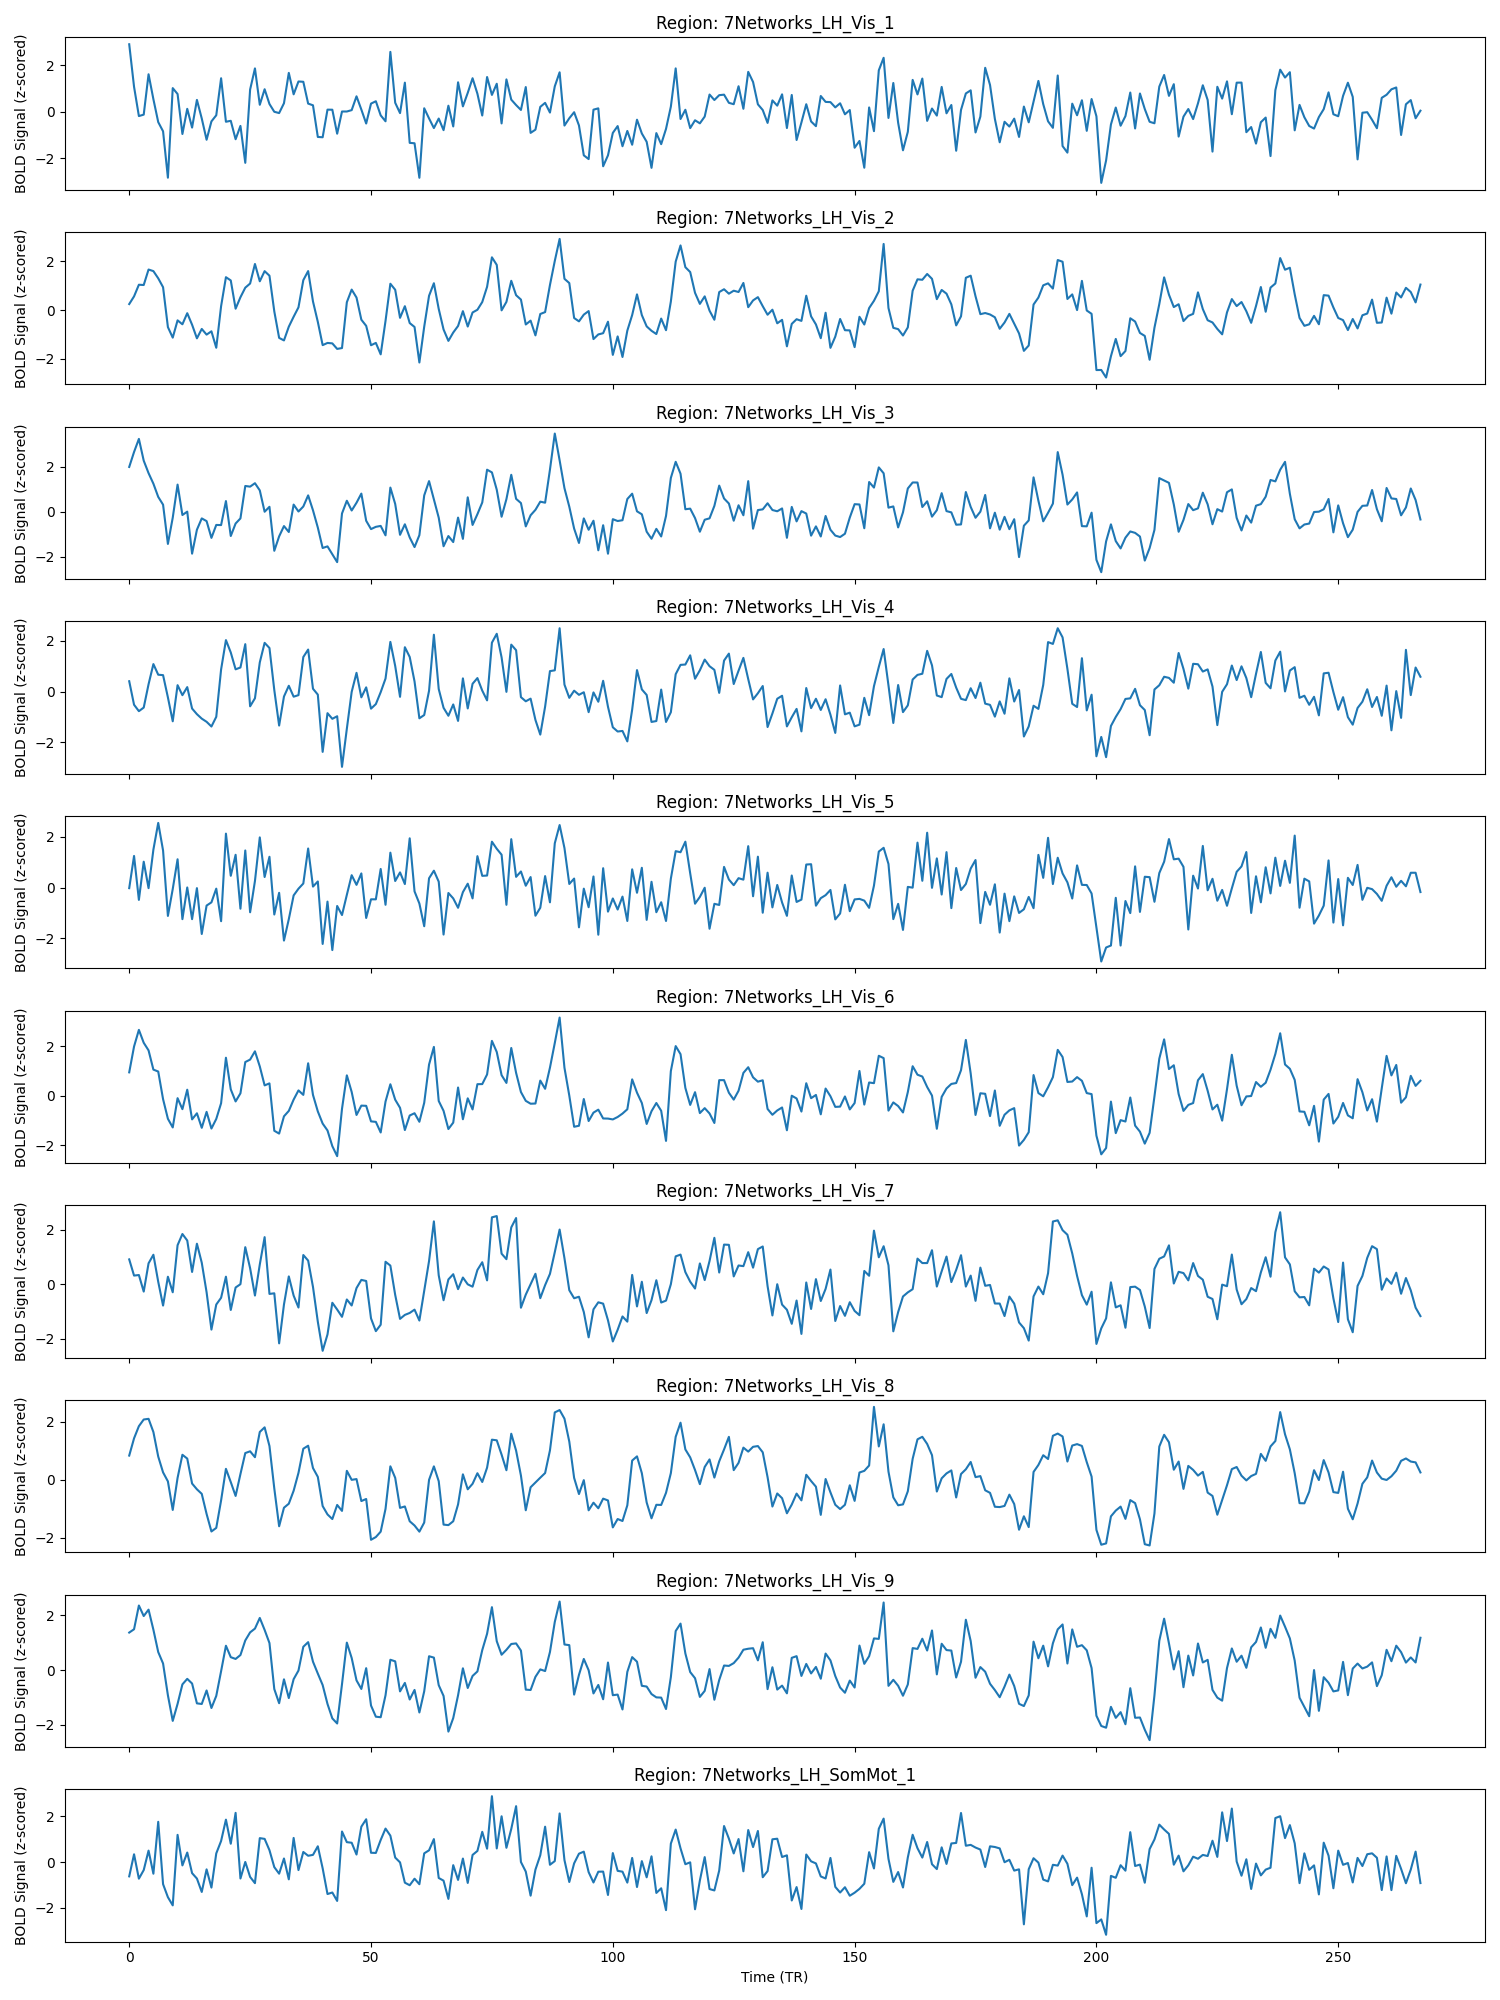 Region: 7Networks_LH_Vis_1
BOLD Signal (z-scored)
2
0
−2
Region: 7Networks_LH_Vis_2
BOLD Signal (z-scored)
2
0
−2
Region: 7Networks_LH_Vis_3
BOLD Signal (z-scored)
2
0
−2
Region: 7Networks_LH_Vis_4
BOLD Signal (z-scored)
2
0
−2
Region: 7Networks_LH_Vis_5
BOLD Signal (z-scored)
2
0
−2
Region: 7Networks_LH_Vis_6
BOLD Signal (z-scored)
2
0
−2
Region: 7Networks_LH_Vis_7
BOLD Signal (z-scored)
2
0
−2
Region: 7Networks_LH_Vis_8
BOLD Signal (z-scored)
2
0
−2
Region: 7Networks_LH_Vis_9
BOLD Signal (z-scored)
2
0
−2
Region: 7Networks_LH_SomMot_1
BOLD Signal (z-scored)
2
0
−2
0 50 100 150 200 250
Time (TR)